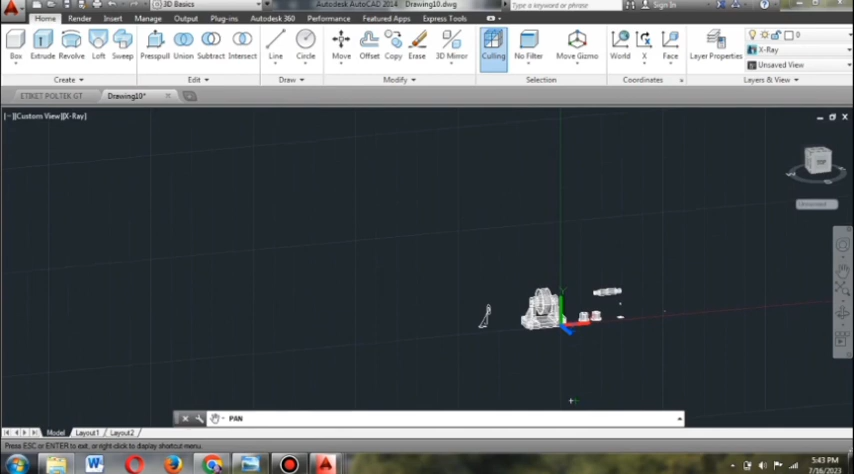 3D Basics
Autodesk AutoCAD 2014 Drawing10.dwg
Type a keyword or phrase
Sign In
Home Render Insert Manage Output Plug-ins Autodesk 360 Performance Featured Apps Express Tools
Box Extrude Revolve Loft Sweep Presspull Union Subtract Intersect Line Circle Move Offset Copy Erase 3D Mirror Culling No Filter Move Gizmo World X Face Layer Properties
0
X-Ray
Unsaved View
Create Edit Draw Modify Selection Coordinates Layers & View
ETIKET POLTEK GT Drawing10*
[−][Custom View][X-Ray]
TOP
Unnamed
Y
PAN
Model Layout1 Layout2
Press ESC or ENTER to exit, or right-click to display shortcut menu.
5:43 PM
7/16/2023